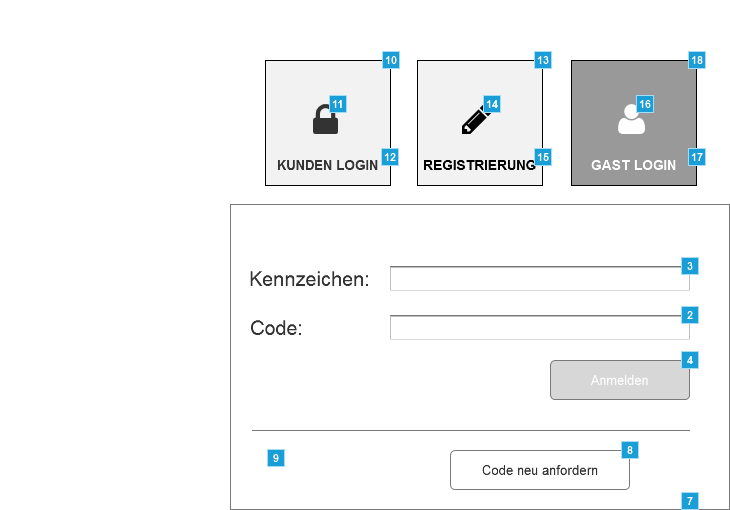 10 13 18
11 14 16
12 15 17
KUNDEN LOGIN REGISTRIERUNG GAST LOGIN
3
Kennzeichen:
2
Code:
4
Anmelden
8
9
Code neu anfordern
7